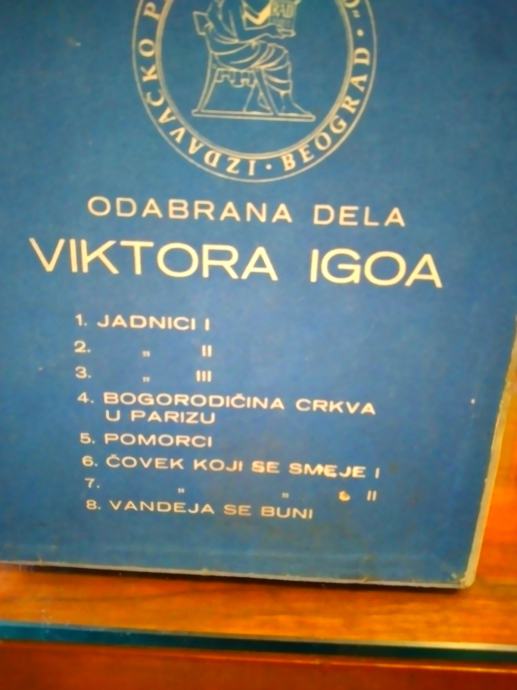 IZDAVAČKO P
BEOGRAD
ODABRANA DELA
VIKTORA IGOA
1. JADNICI I
2. „ II
3. „ III
4. BOGORODIČINA CRKVA
U PARIZU
5. POMORCI
6. ČOVEK KOJI SE SMEJE I
7. „ „ „ II
8. VANDEJA SE BUNI